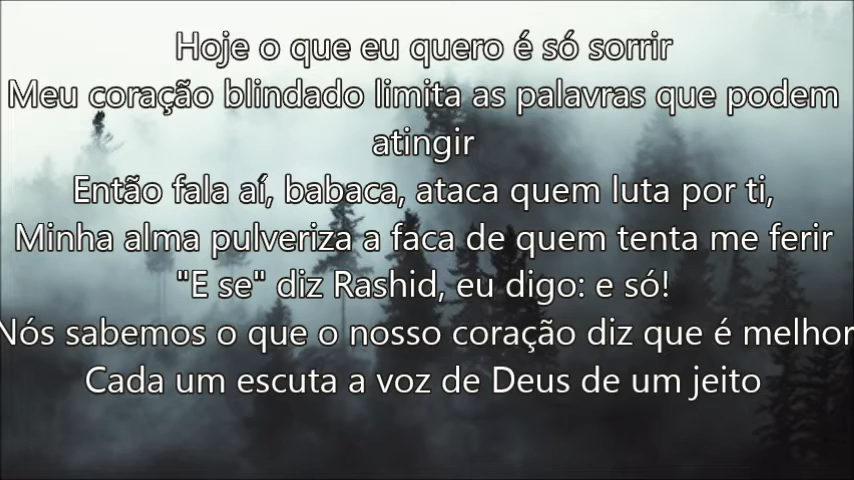 Hoje o que eu quero é só sorrir
Meu coração blindado limita as palavras que podem
atingir
Então fala aí, babaca, ataca quem luta por ti,
Minha alma pulveriza a faca de quem tenta me ferir
"E se" diz Rashid, eu digo: e só!
Nós sabemos o que o nosso coração diz que é melhor
Cada um escuta a voz de Deus de um jeito